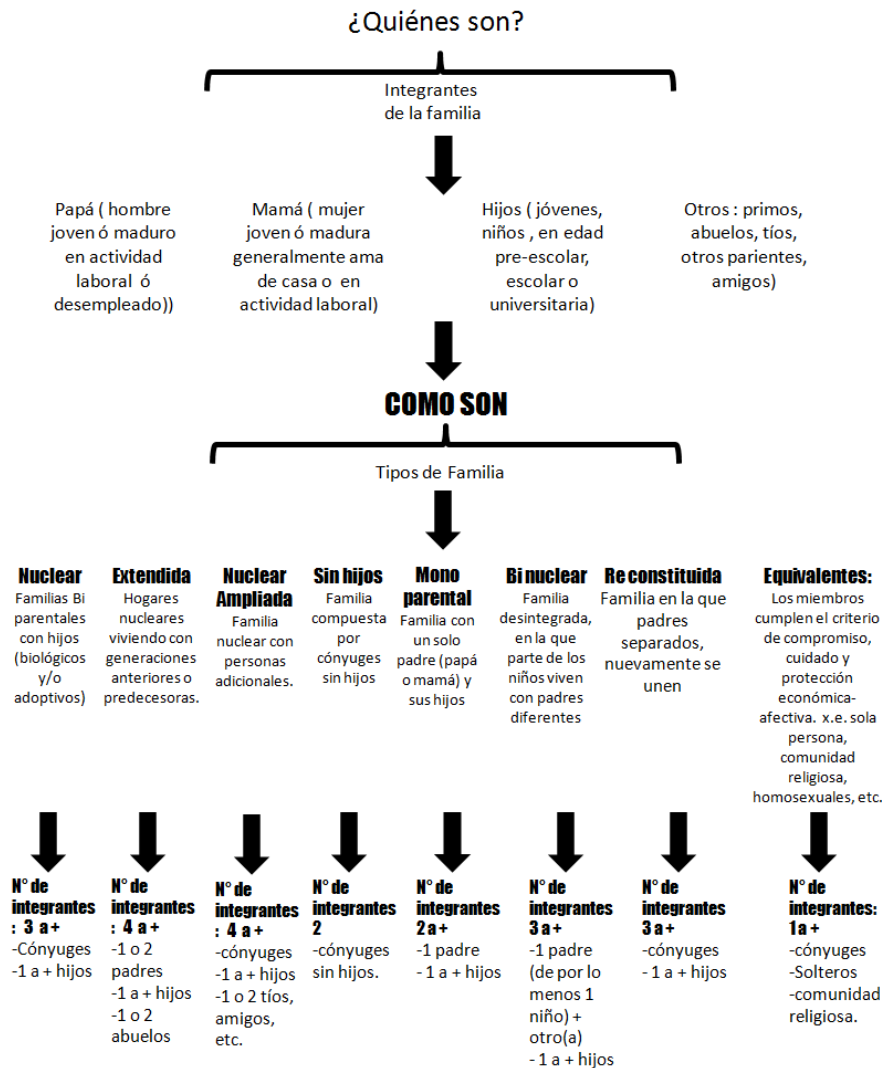 ¿Quiénes son?
Integrantes
de la familia
Papá ( hombre
joven ó maduro
en actividad
laboral ó
desempleado))
Mamá ( mujer
joven ó madura
generalmente ama
de casa o en
actividad laboral)
Hijos ( jóvenes,
niños , en edad
pre-escolar,
escolar o
universitaria)
Otros : primos,
abuelos, tíos,
otros parientes,
amigos)
COMO SON
Tipos de Familia
Nuclear
Familias Bi
parentales
con hijos
(biológicos
y/o
adoptivos)
Extendida
Hogares
nucleares
viviendo con
generaciones
anteriores o
predecesoras.
Nuclear
Ampliada
Familia
nuclear con
personas
adicionales.
Sin hijos
Familia
compuesta
por
cónyuges
sin hijos
Mono
parental
Familia con
un solo
padre (papá
o mamá) y
sus hijos
Bi nuclear
Familia
desintegrada,
en la que
parte de los
niños viven
con padres
diferentes
Re constituida
Familia en la que
padres
separados,
nuevamente se
unen
Equivalentes:
Los miembros
cumplen el criterio
de compromiso,
cuidado y
protección
económica-
afectiva. x.e. sola
persona,
comunidad
religiosa,
homosexuales, etc.
N° de
integrantes
: 3 a +
-Cónyuges
-1 a + hijos
N° de
integrantes
: 4 a +
-1 o 2
padres
-1 a + hijos
-1 o 2
abuelos
N° de
integrantes
: 4 a +
-cónyuges
-1 a + hijos
-1 o 2 tíos,
amigos,
etc.
N° de
integrantes
2
-cónyuges
sin hijos.
N° de
integrantes
2 a +
-1 padre
- 1 a + hijos
N° de
integrantes
3 a +
-1 padre
(de por lo
menos 1
niño) +
otro(a)
- 1 a + hijos
N° de
integrantes
3 a +
-cónyuges
- 1 a + hijos
N° de
integrantes:
1a +
-cónyuges
-Solteros
-comunidad
religiosa.